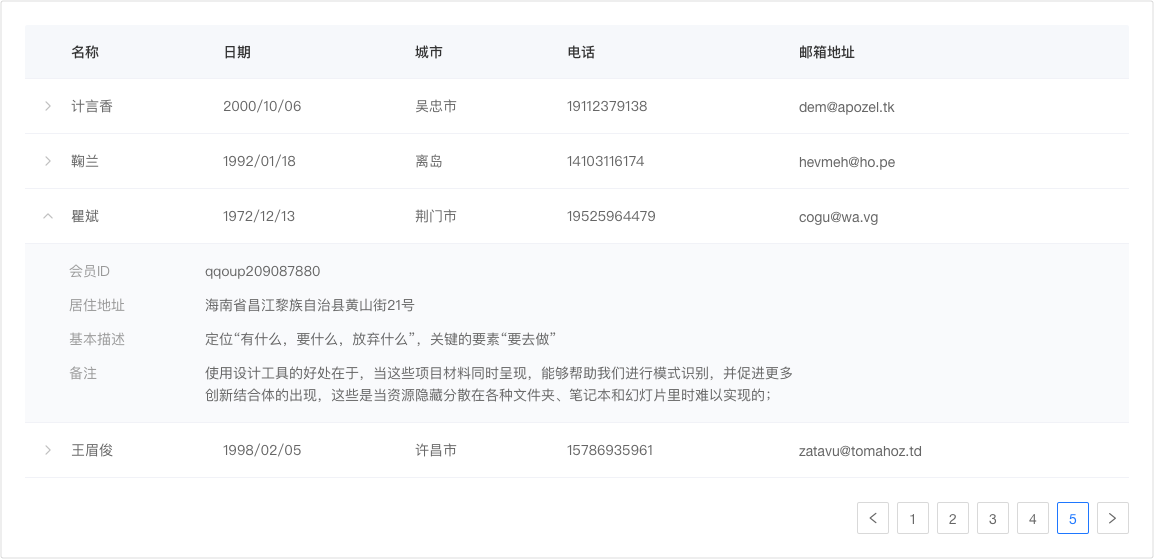 名称 日期 城市 电话 邮箱地址
计言香 2000/10/06 吴忠市 19112379138 dem@apozel.tk
鞠兰 1992/01/18 离岛 14103116174 hevmeh@ho.pe
瞿斌 1972/12/13 荆门市 19525964479 cogu@wa.vg
会员ID qqoup209087880
居住地址 海南省昌江黎族自治县黄山街21号
基本描述 定位“有什么，要什么，放弃什么”，关键的要素“要去做”
备注 使用设计工具的好处在于，当这些项目材料同时呈现，能够帮助我们进行模式识别，并促进更多
创新结合体的出现，这些是当资源隐藏分散在各种文件夹、笔记本和幻灯片里时难以实现的；
王眉俊 1998/02/05 许昌市 15786935961 zatavu@tomahoz.td
1 2 3 4 5